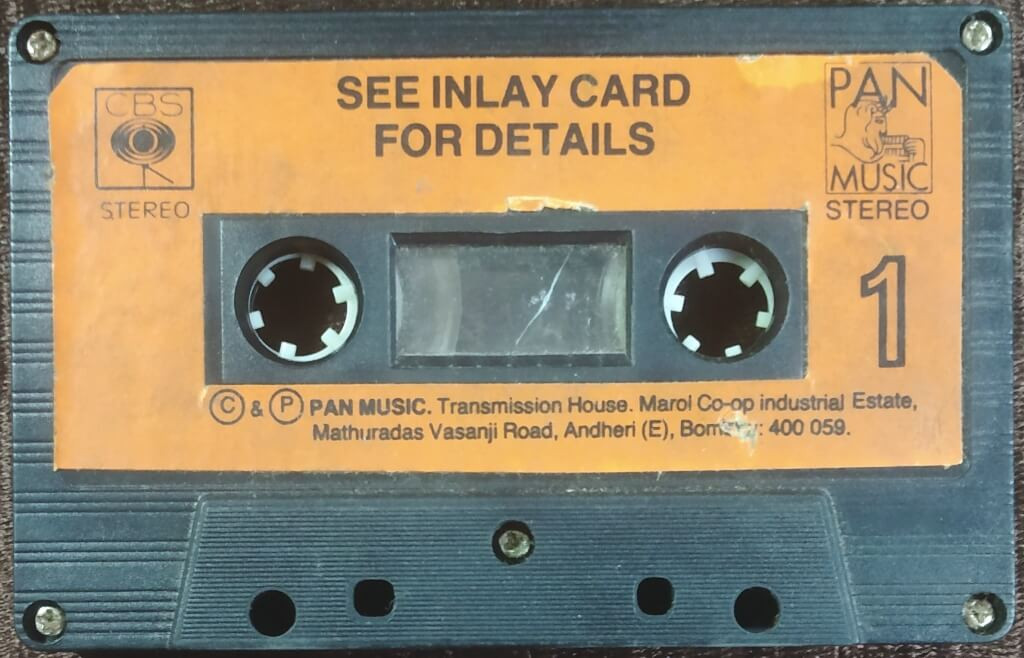 CBS
STEREO
SEE INLAY CARD
FOR DETAILS
PAN
MUSIC
STEREO
1
Ⓒ & Ⓟ PAN MUSIC. Transmission House. Marol Co-op industrial Estate,
Mathuradas Vasanji Road, Andheri (E), 400 059.